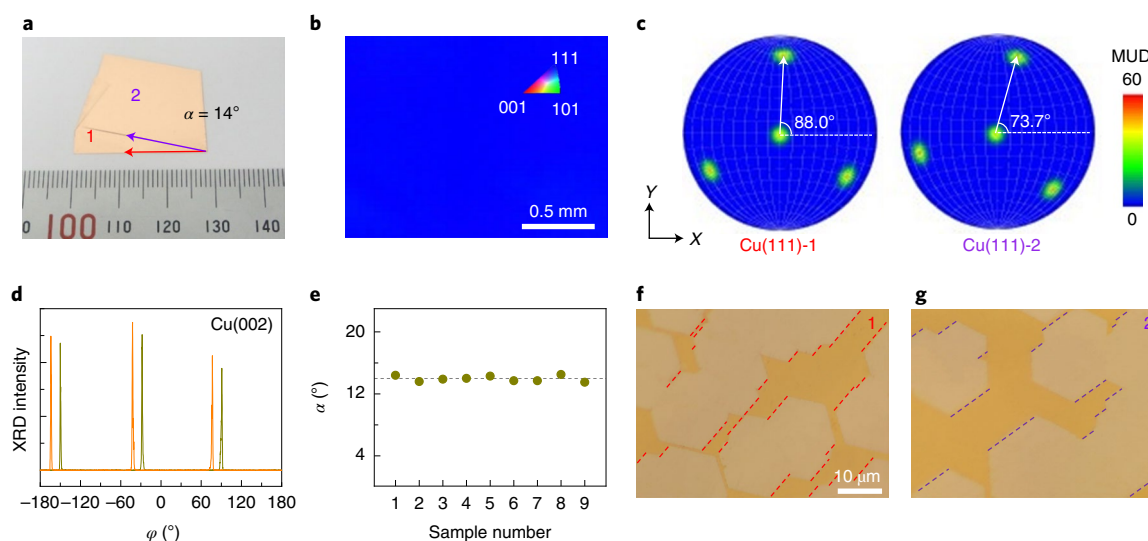 a
2
α = 14°
1
0 100 110 120 130 140
b
111
001 101
0.5 mm
c
88.0°
73.7°
Y
X
Cu(111)-1
Cu(111)-2
MUD
60
0
d
Cu(002)
XRD intensity
−180 −120 −60 0 60 120 180
φ (°)
e
20
12
4
α (°)
1 2 3 4 5 6 7 8 9
Sample number
f
1
10 μm
g
2